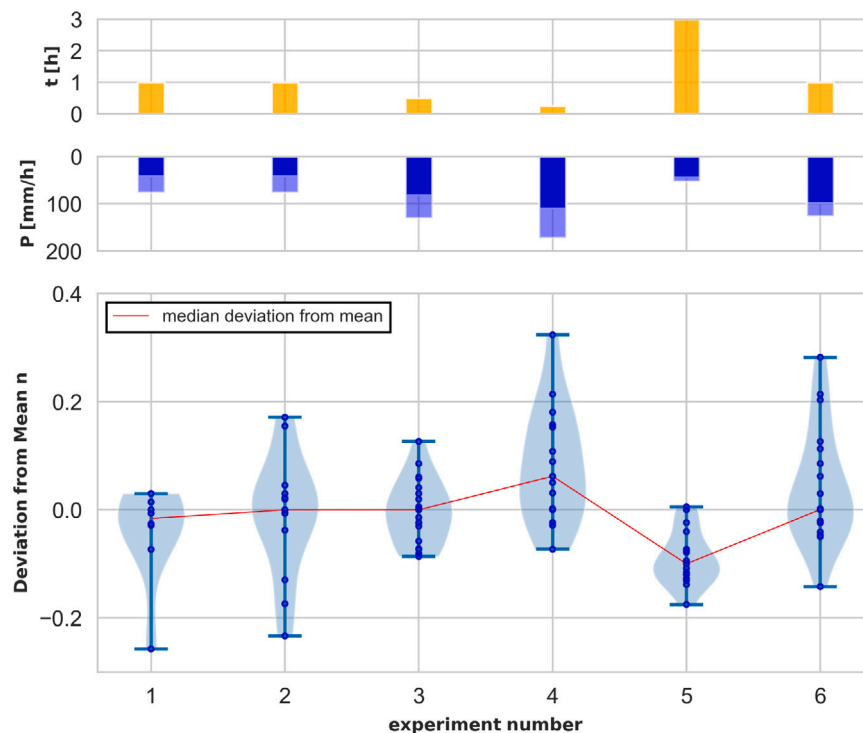 3
2
1
0
t [h]
0
100
200
P [mm/h]
0.4
0.2
0.0
−0.2
Deviation from Mean n
median deviation from mean
1 2 3 4 5 6
experiment number